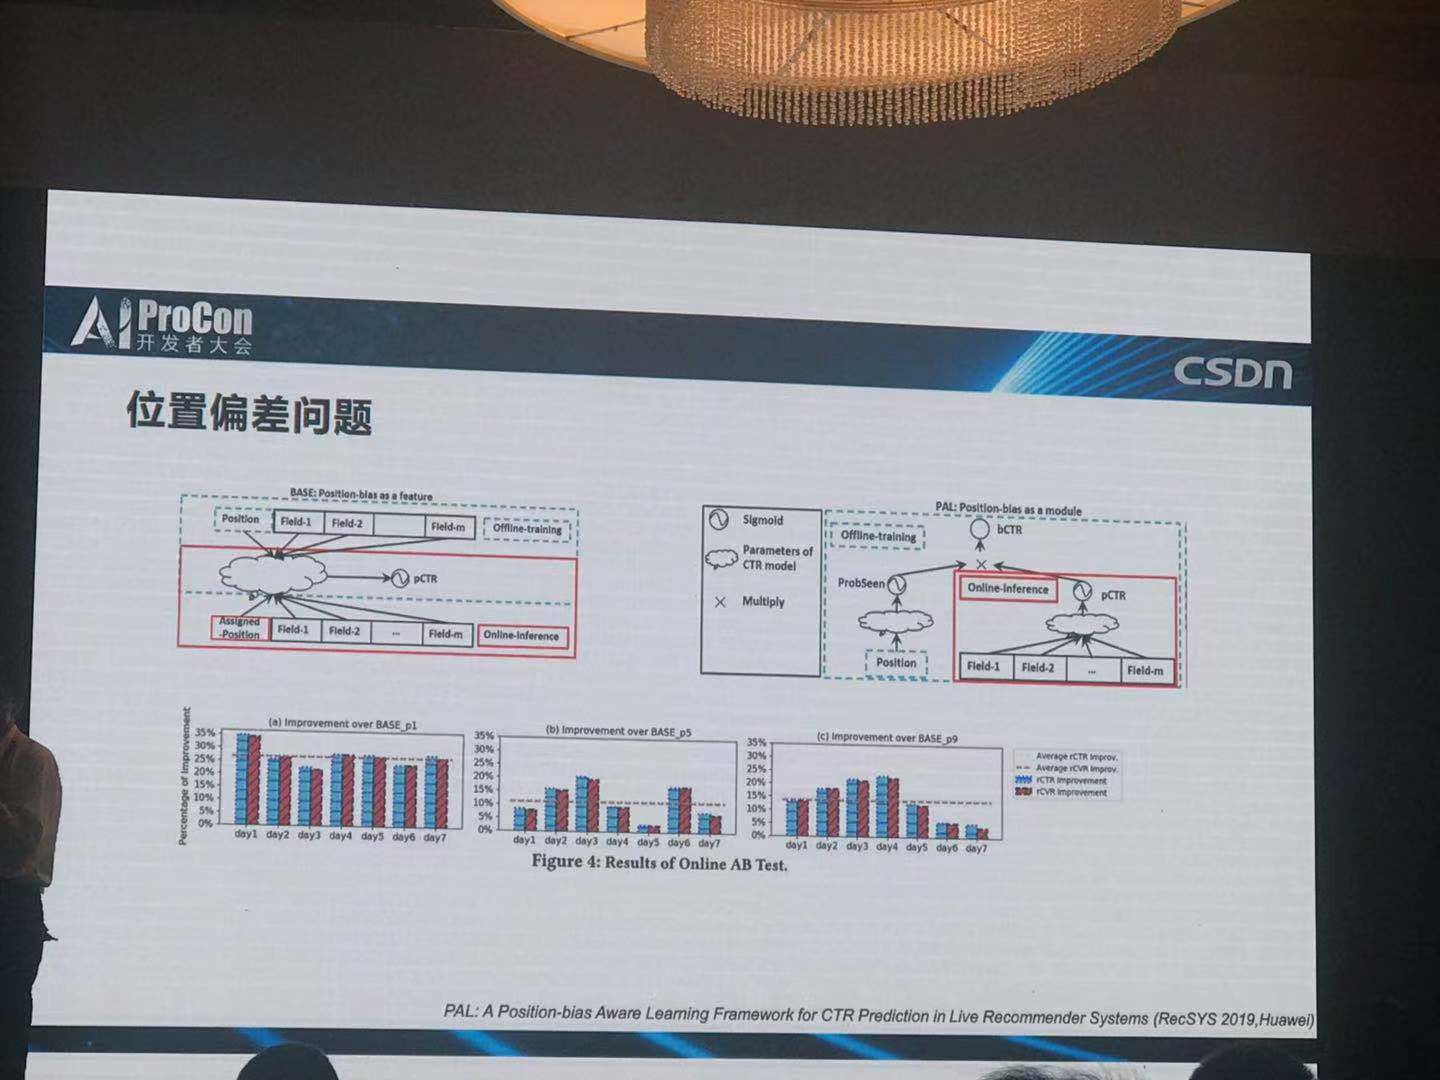 AI ProCon
开发者大会
CSDN
位置偏差问题
BASE: Position-bias as a feature
Position Field-1 Field-2 Field-m Offline-training
pCTR
Assigned
-Position Field-1 Field-2 ... Field-m Online-Inference
Sigmoid
Parameters of
CTR model
Multiply
PAL: Position-bias as a module
Offline-training
bCTR
ProbSeen
Online-Inference
pCTR
Position
Field-1 Field-2 ... Field-m
Percentage of Improvement
(a) Improvement over BASE_p1
35%
30%
25%
20%
15%
10%
5%
0%
day1 day2 day3 day4 day5 day6 day7
(b) Improvement over BASE_p5
35%
30%
25%
20%
15%
10%
5%
0%
day1 day2 day3 day4 day5 day6 day7
(c) Improvement over BASE_p9
35%
30%
25%
20%
15%
10%
5%
0%
day1 day2 day3 day4 day5 day6 day7
Average rCTR Improv.
Average rCVR Improv.
rCTR Improvement
rCVR Improvement
Figure 4: Results of Online AB Test.
PAL: A Position-bias Aware Learning Framework for CTR Prediction in Live Recommender Systems (RecSYS 2019,Huawei)